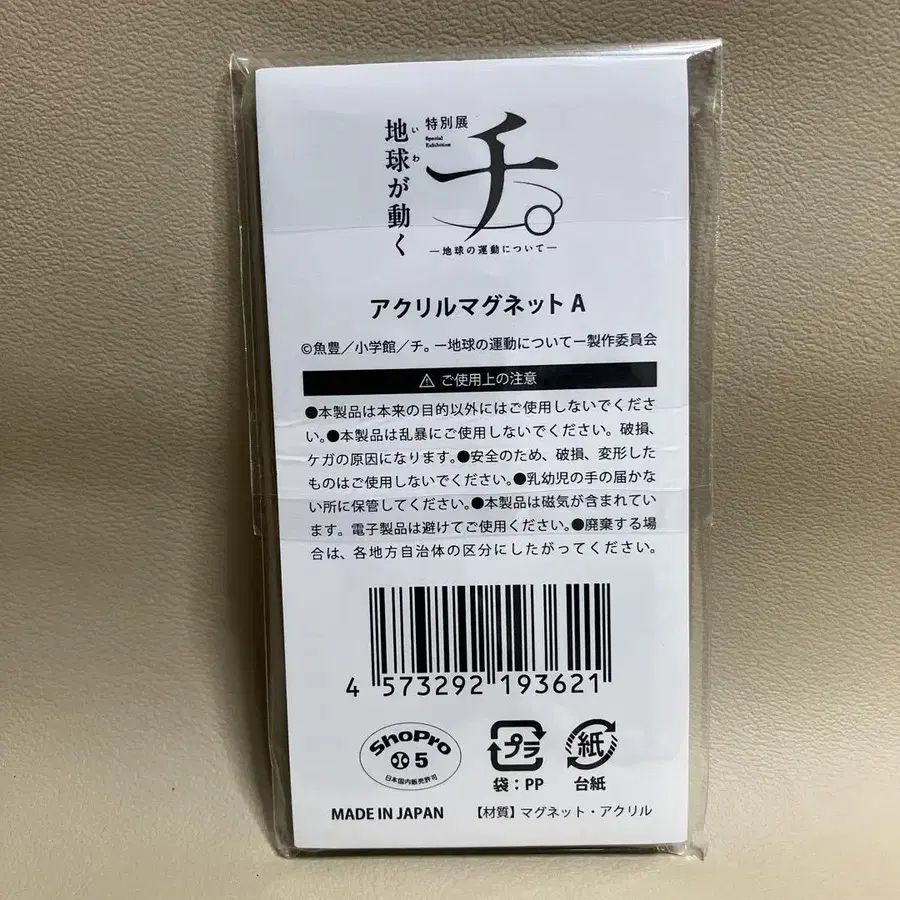 特別展
Special
Exhibition
チ。
―地球の運動について―
地球が動く
いわ
アクリルマグネット A
©魚豊／小学館／チ。ー地球の運動についてー製作委員会
⚠ ご使用上の注意
●本製品は本来の目的以外にはご使用しないでくださ
い。●本製品は乱暴にご使用しないでください。破損、
ケガの原因になります。●安全のため、破損、変形した
ものはご使用しないでください。●乳幼児の手の届かな
い所に保管してください。●本製品は磁気が含まれてい
ます。電子製品は避けてご使用ください。●廃棄する場
合は、各地方自治体の区分にしたがってください。
4 573292 193621
ShoPro
5
日本国内販売許可
プラ
袋：PP
紙
台紙
MADE IN JAPAN
【材質】マグネット・アクリル